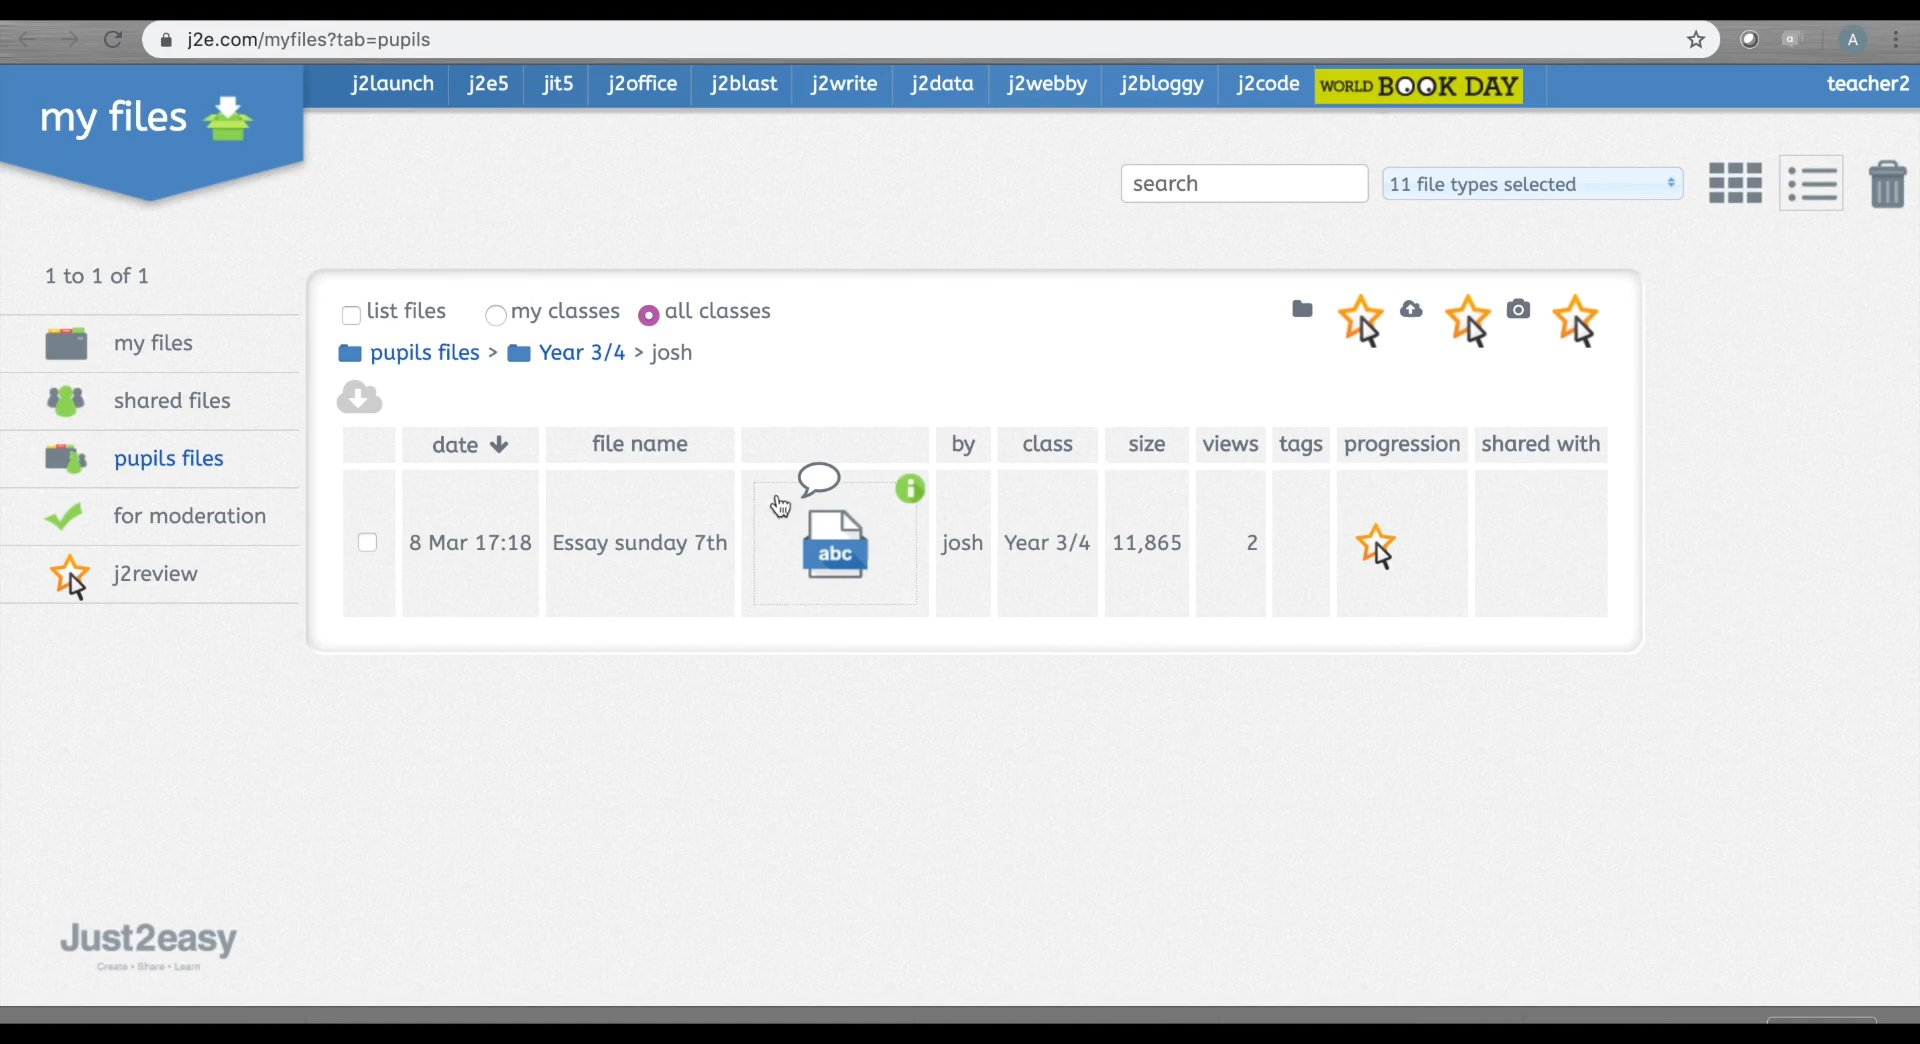 j2e.com/myfiles?tab=pupils
A
my files
j2launch
j2e5
jit5
j2office
j2blast
j2write
j2data
j2webby
j2bloggy
j2code
WORLD BOOK DAY
teacher2
search
11 file types selected
1 to 1 of 1
my files
shared files
pupils files
for moderation
j2review
list files
my classes
all classes
pupils files > Year 3/4 > josh
date file name by class size views tags progression shared with
8 Mar 17:18 Essay sunday 7th abc josh Year 3/4 11,865 2
Just2easy
Create • Share • Learn